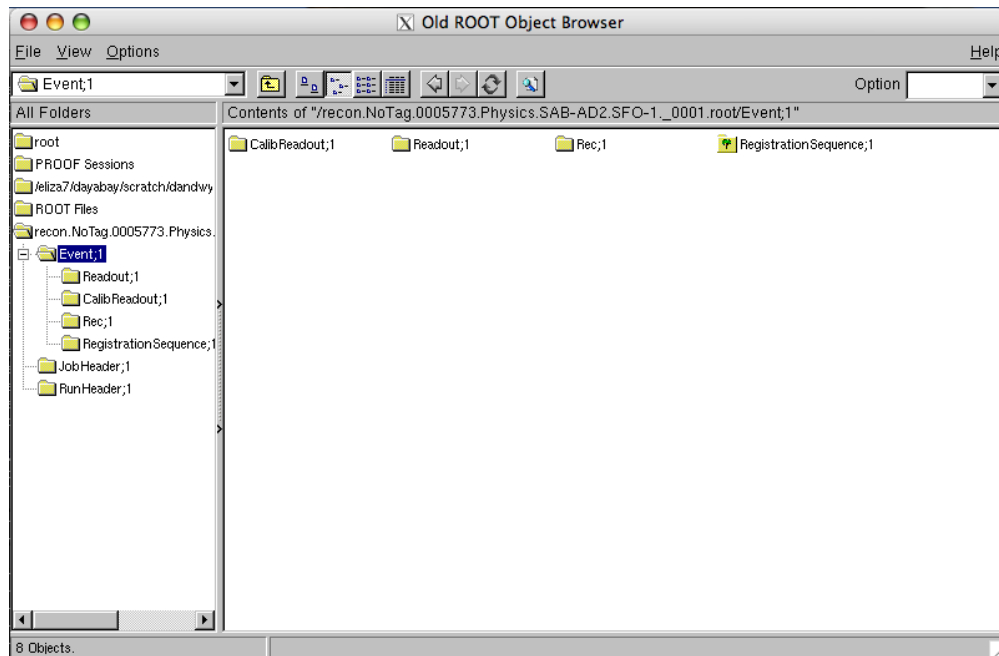 X Old ROOT Object Browser
File View Options Help
Event;1 Option
All Folders Contents of "/recon.NoTag.0005773.Physics.SAB-AD2.SFO-1._0001.root/Event;1"
root
PROOF Sessions
/eliza7/dayabay/scratch/dandwy
ROOT Files
recon.NoTag.0005773.Physics.
Event;1
Readout;1
CalibReadout;1
Rec;1
RegistrationSequence;1
JobHeader;1
RunHeader;1
CalibReadout;1 Readout;1 Rec;1 RegistrationSequence;1
8 Objects.